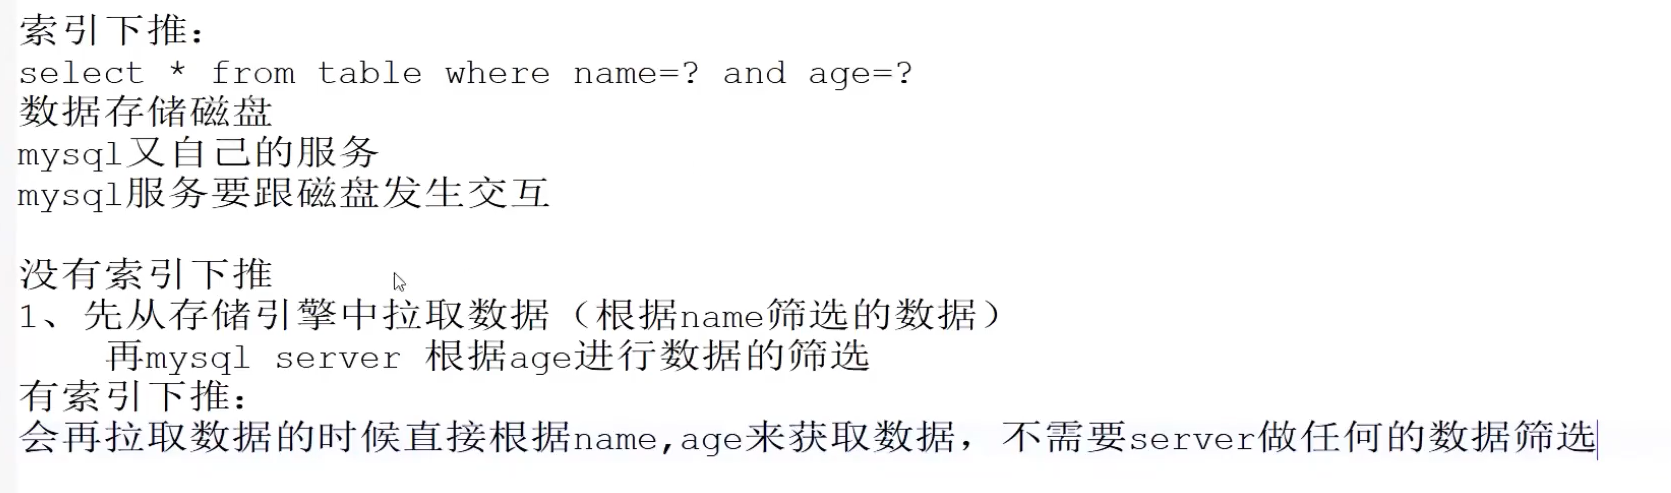 索引下推：
select * from table where name=? and age=?
数据存储磁盘
mysql又自己的服务
mysql服务要跟磁盘发生交互
没有索引下推
1、先从存储引擎中拉取数据（根据name筛选的数据）
再mysql server 根据age进行数据的筛选
有索引下推：
会再拉取数据的时候直接根据name,age来获取数据，不需要server做任何的数据筛选